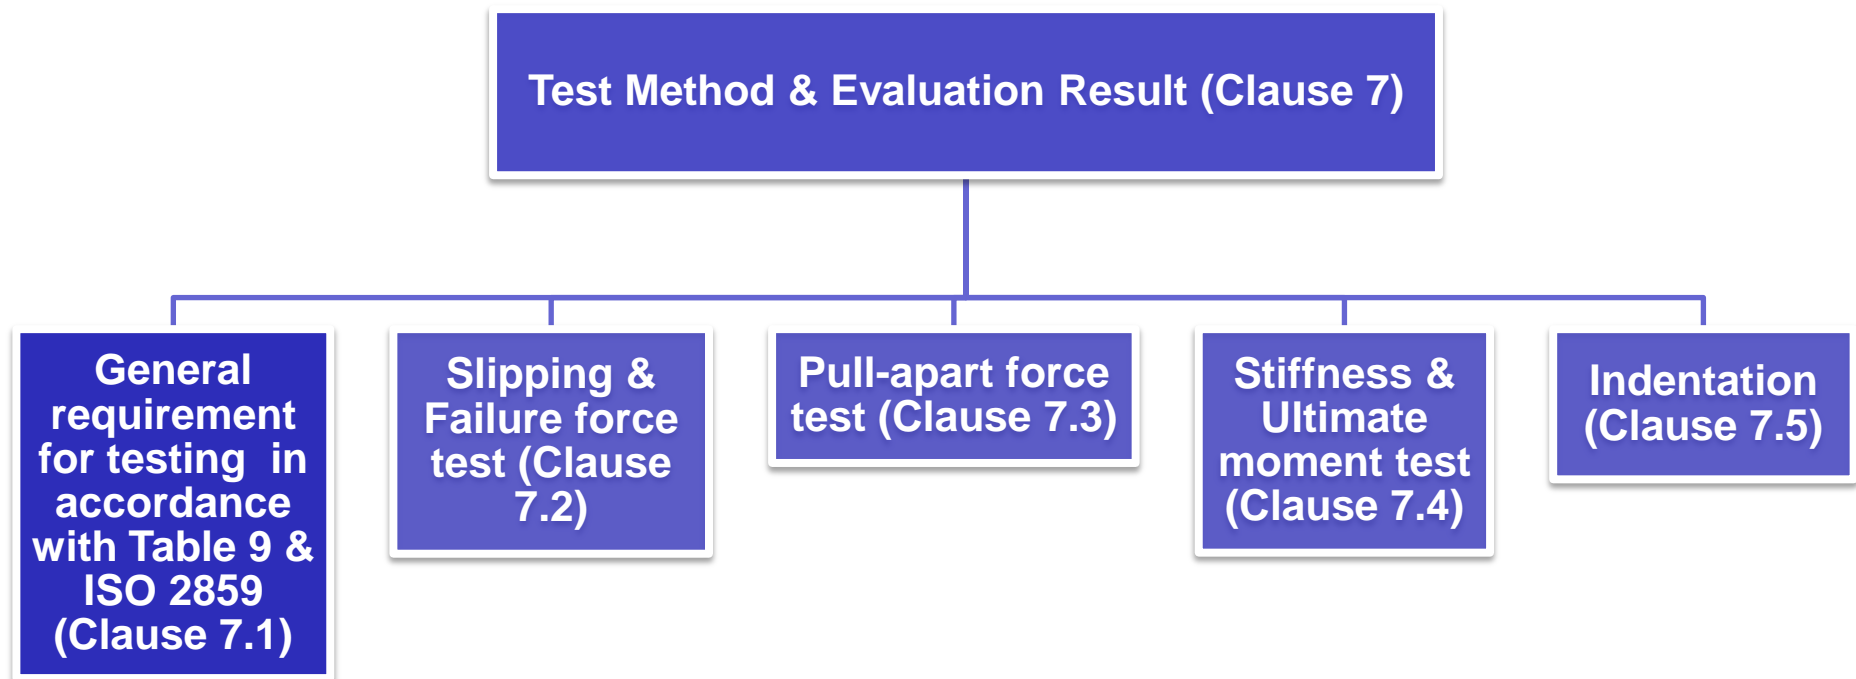 Test Method & Evaluation Result (Clause 7)
General
requirement
for testing in
accordance
with Table 9 &
ISO 2859
(Clause 7.1)
Slipping &
Failure force
test (Clause
7.2)
Pull-apart force
test (Clause 7.3)
Stiffness &
Ultimate
moment test
(Clause 7.4)
Indentation
(Clause 7.5)